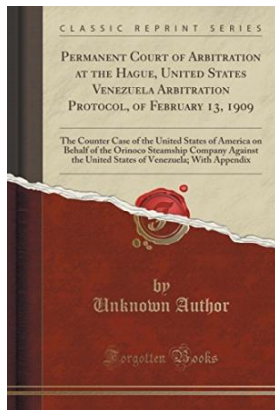 CLASSIC REPRINT SERIES
Permanent Court of Arbitration
at the Hague, United States
Venezuela Arbitration
Protocol, of February 13, 1909
The Counter Case of the United States of America on
Behalf of the Orinoco Steamship Company Against
the United States of Venezuela; With Appendix
by
Unknown Author
Forgotten Books